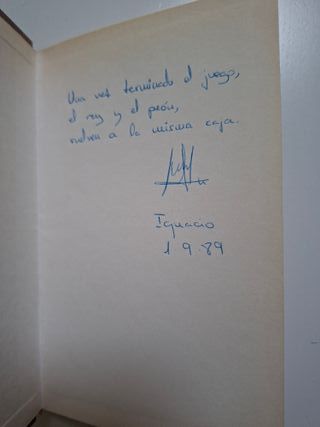 Una vez terminado el juego,
el rey y el peón,
vuelven a la misma caja.
Ignacio
1 9.89